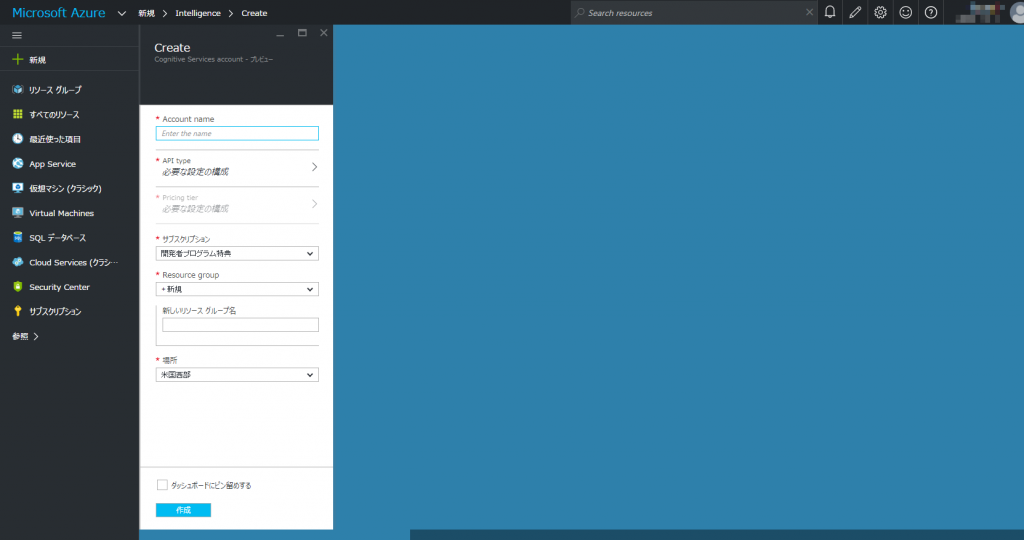 Microsoft Azure 新規 > Intelligence > Create
Search resources
新規
リソース グループ
すべてのリソース
最近使った項目
App Service
仮想マシン (クラシック)
Virtual Machines
SQL データベース
Cloud Services (クラシ…
Security Center
サブスクリプション
参照 >
Create
Cognitive Services account - プレビュー
* Account name
Enter the name
* API type
必要な設定の構成
* Pricing tier
必要な設定の構成
* サブスクリプション
開発者プログラム特典
* Resource group
+ 新規
新しいリソース グループ名
* 場所
米国西部
ダッシュボードにピン留めする
作成